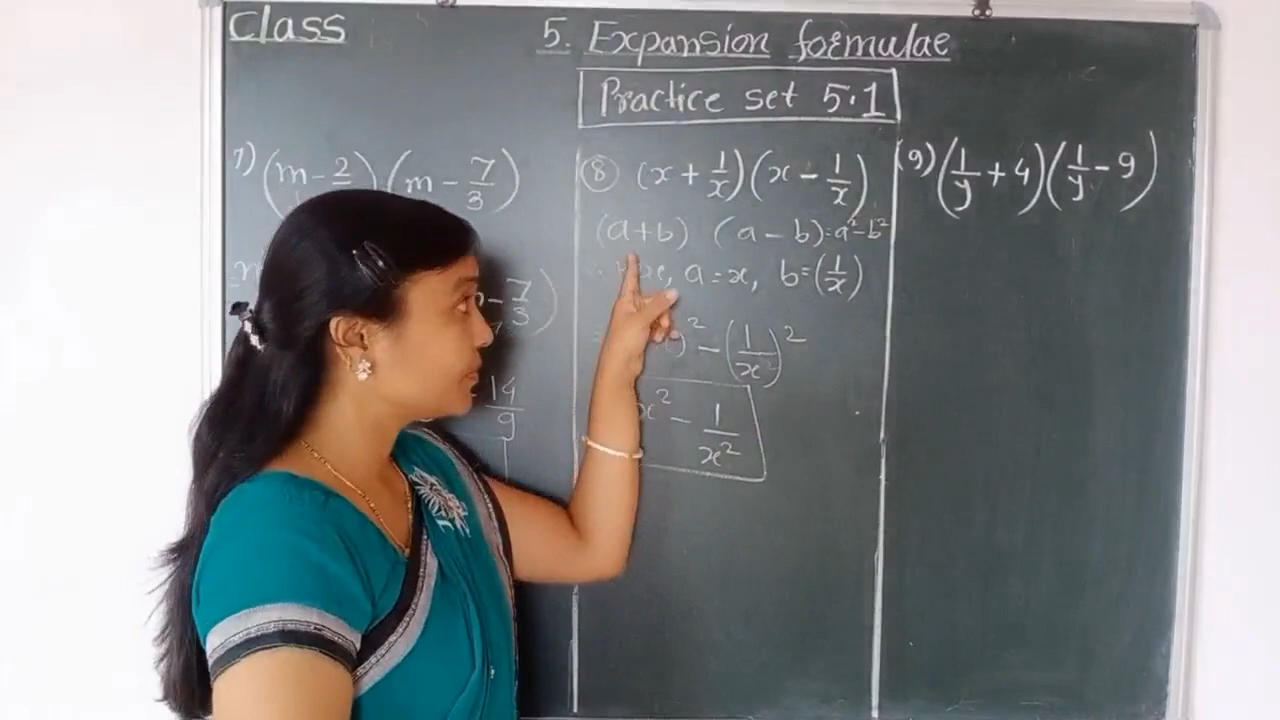 Class
5. Expansion formulae
Practice set 5.1
7) (m - 2/ ) (m - 7/3)
- 7/3)
14/9
⑧ (x + 1/x) (x - 1/x)
(a+b) (a - b) = a² - b²
a = x, b = (1/x)
² - (1/x²)²
x² - 1/x²
(9) (1/y + 4) (1/y - 9)